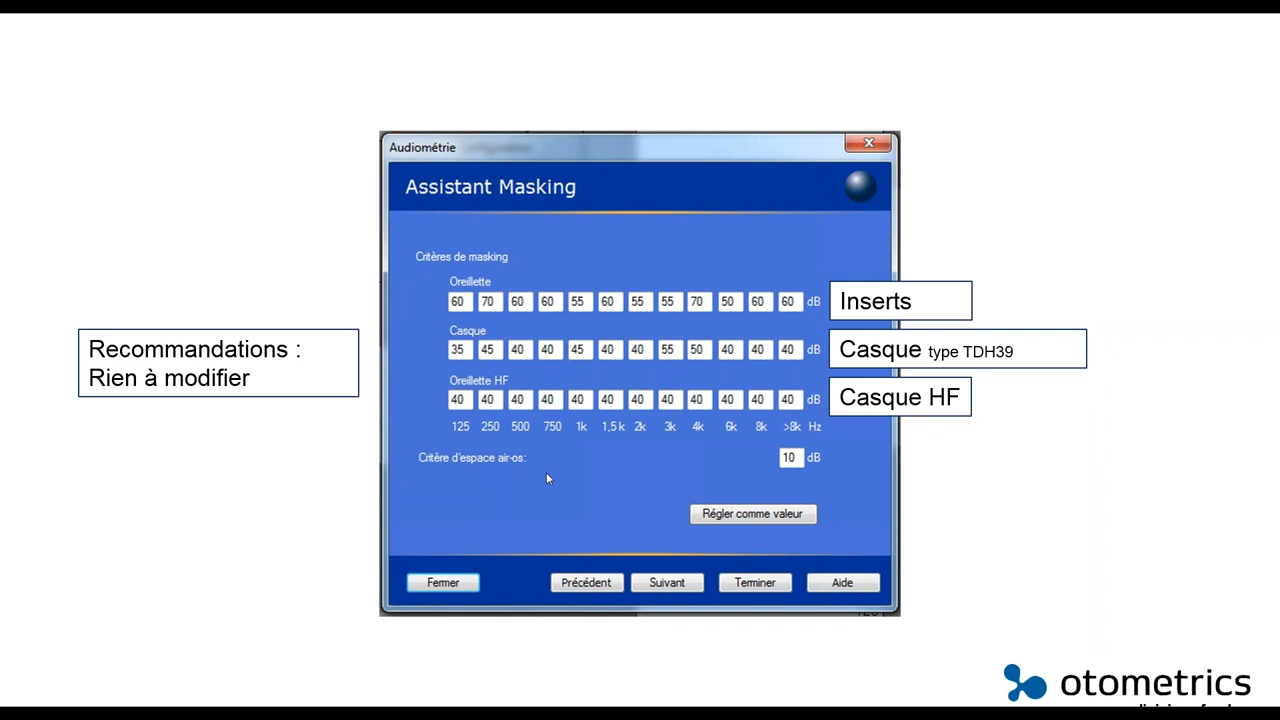 Audiométrie
Assistant Masking
Critères de masking
Oreillette
60 70 60 60 55 60 55 55 70 50 60 60 dB
Inserts
Casque
35 45 40 40 45 40 40 55 50 40 40 40 dB
Casque type TDH39
Recommandations :
Rien à modifier
Oreillette HF
40 40 40 40 40 40 40 40 40 40 40 40 dB
Casque HF
125 250 500 750 1k 1,5k 2k 3k 4k 6k 8k >8k Hz
Critère d'espace air-os: 10 dB
Régler comme valeur
Fermer Précédent Suivant Terminer Aide
otometrics